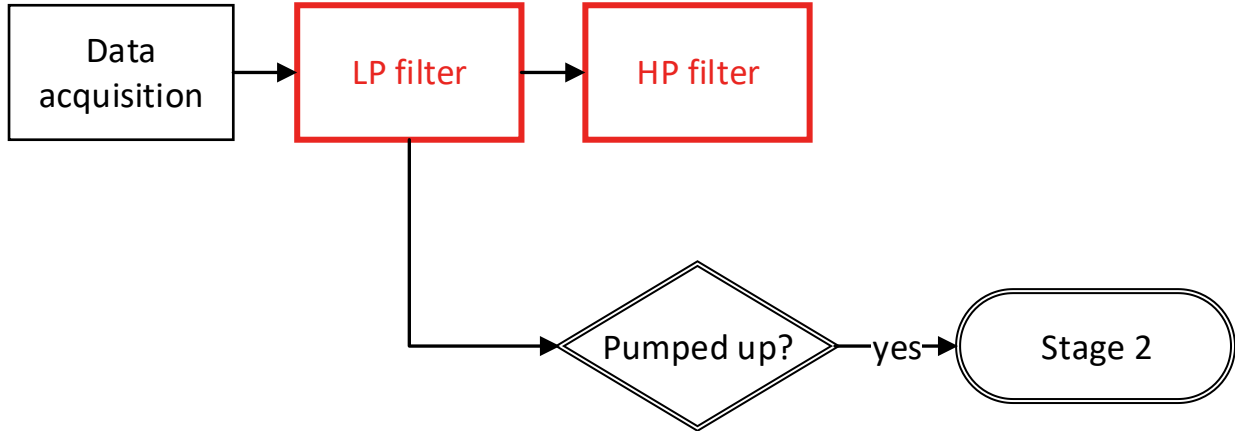 Data
acquisition
LP filter
HP filter
Pumped up?
yes
Stage 2